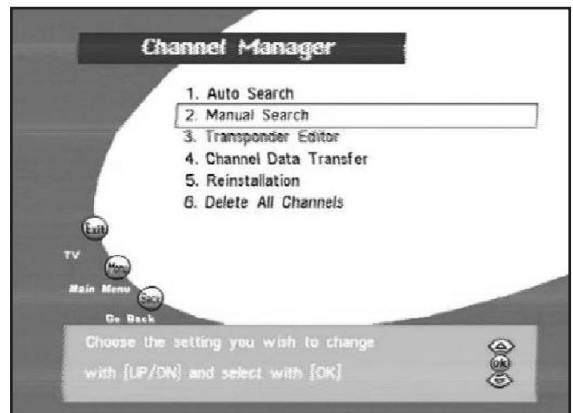 Channel Manager
1. Auto Search
2. Manual Search
3. Transponder Editor
4. Channel Data Transfer
5. Reinstallation
6. Delete All Channels
Exit
TV
Menu
Main Menu
Back
Go Back
Choose the setting you wish to change
with [UP/DN] and select with [OK]
ok